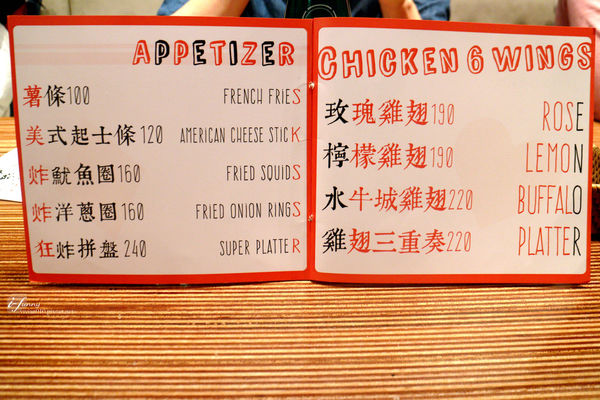 APPETIZER
薯條100 FRENCH FRIES
美式起士條120 AMERICAN CHEESE STICKS
炸魷魚圈160 FRIED SQUIDS
炸洋蔥圈160 FRIED ONION RINGS
狂炸拼盤240 SUPER PLATTER
CHICKEN 6 WINGS
玫瑰雞翅190 ROSE
檸檬雞翅190 LEMON
水牛城雞翅220 BUFFALO
雞翅三重奏220 PLATTER